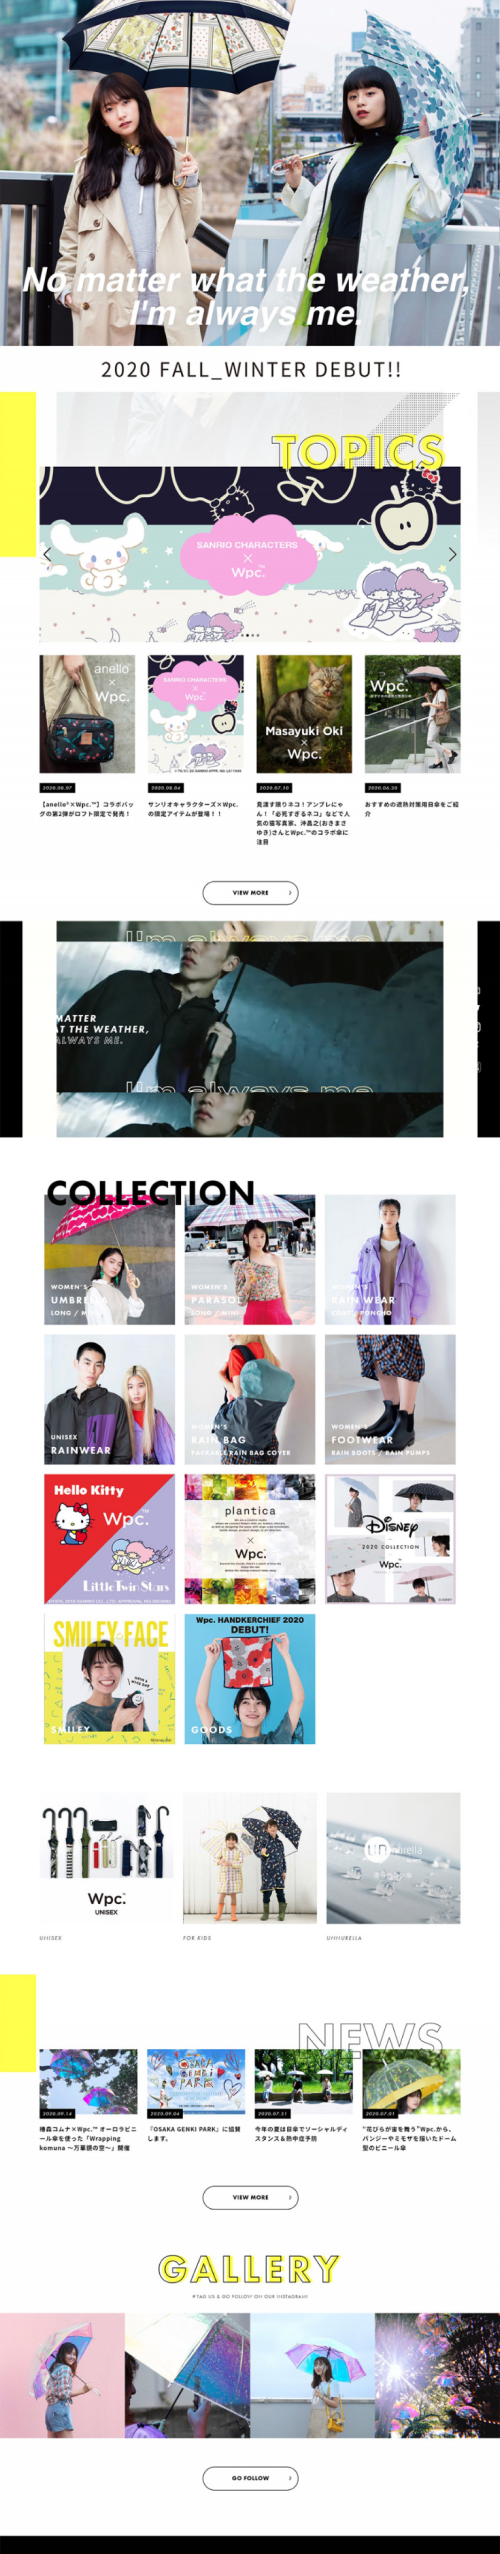 No matter what the weather,
I'm always me.
2020 FALL_WINTER DEBUT!!
TOPICS
SANRIO CHARACTERS
×
Wpc.
anello
×
Wpc.
SANRIO CHARACTERS
×
Wpc.
Masayuki Oki
×
Wpc.
Wpc.
2020.08.07
【anello®×Wpc.™】コラボバッ
グの第2弾がロフト限定で発売！
2020.08.04
サンリオキャラクターズ×Wpc.
の限定アイテムが登場！！
2020.07.10
見渡す限りネコ！アンブレにゃ
ん！「必死すぎるネコ」などで人
気の猫写真家、沖昌之(おきまさ
ゆき)さんとWpc.™のコラボ傘に
注目
2020.06.30
おすすめの遮熱対策用日傘をご紹
介
VIEW MORE
I'm always me
MATTER
AT THE WEATHER,
ALWAYS ME.
I'm always me
COLLECTION
WOMEN'S
UMBRELLA
LONG / MINI
WOMEN'S
PARASOL
LONG / MINI
WOMEN'S
RAIN WEAR
COAT / PONCHO
UNISEX
RAINWEAR
WOMEN'S
RAIN BAG
PACKABLE RAIN BAG COVER
WOMEN'S
FOOTWEAR
RAIN BOOTS / RAIN PUMPS
Hello Kitty
Wpc.™
LittleTwinStars
plantica
×
Wpc.
Disney
2020 COLLECTION
Wpc.
SMILEY FACE
SMILEY
Wpc. HANDKERCHIEF 2020
DEBUT!
GOODS
Wpc.™
UNISEX
UNISEX
FOR KIDS
UNNURELLA
NEWS
2020.09.14
椿森コムナ×Wpc.™ オーロラビニ
ール傘を使った「Wrapping
komuna ～万華鏡の空～」開催
OSAKA
GENKi
PARK
2020.09.04
『OSAKA GENKI PARK』に協賛
します。
2020.07.31
今年の夏は日傘でソーシャルディ
スタンス＆熱中症予防
2020.07.01
"花びらが宙を舞う"Wpc.から、
パンジーやミモザを描いたドーム
型のビニール傘
VIEW MORE
GALLERY
#TAG US & GO FOLLOW ON OUR INSTAGRAM
GO FOLLOW